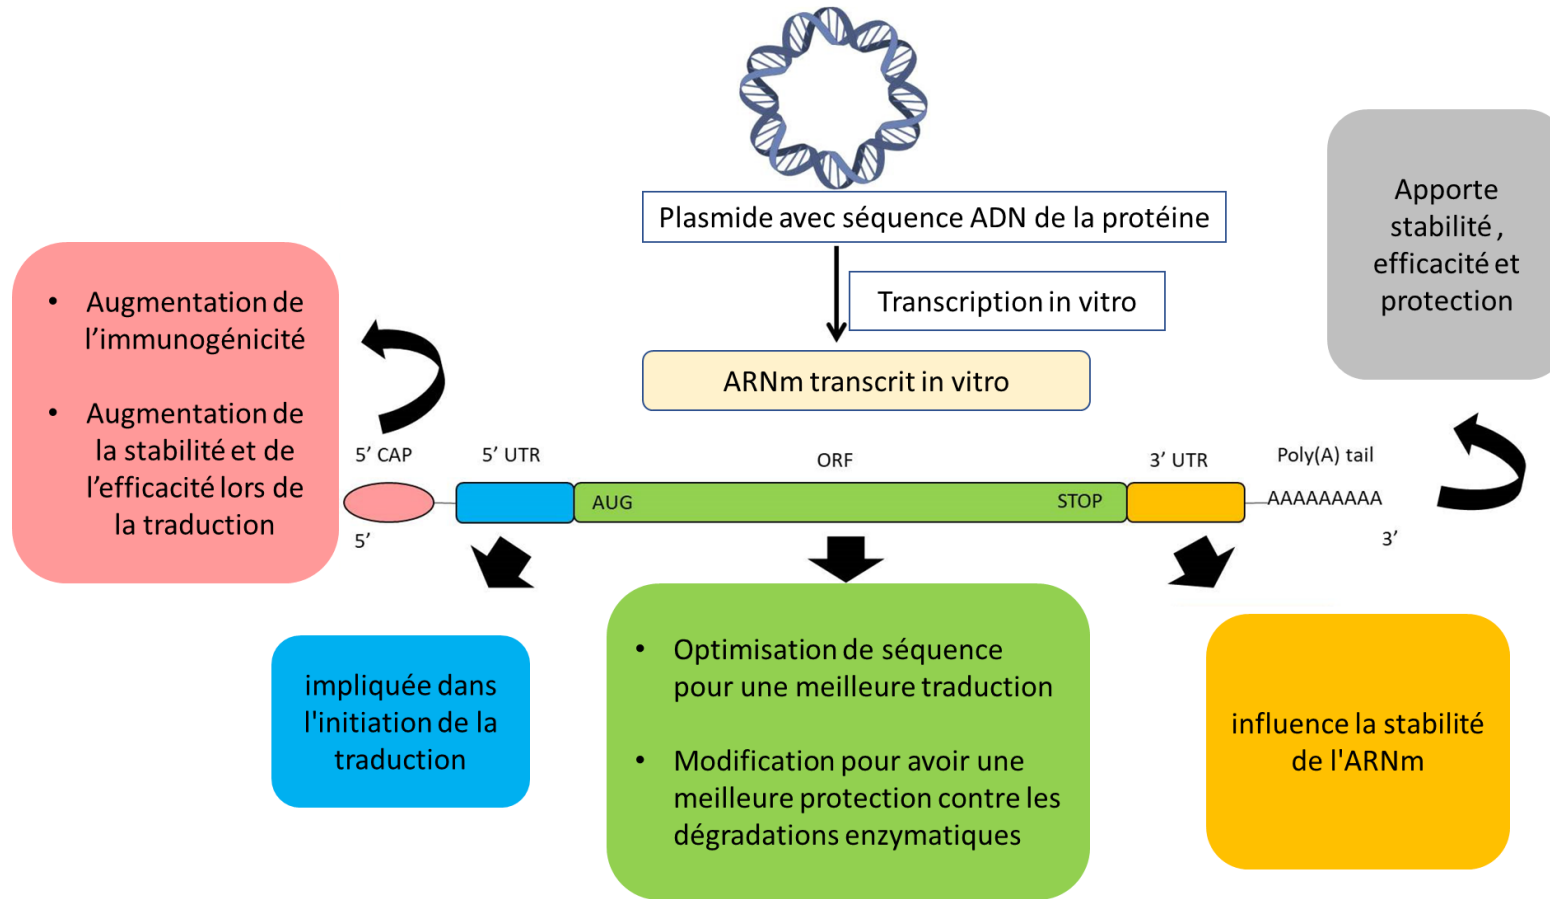 Plasmide avec séquence ADN de la protéine
Transcription in vitro
ARNm transcrit in vitro
Apporte
stabilité ,
efficacité et
protection
• Augmentation de
l’immunogénicité
• Augmentation de
la stabilité et de
l’efficacité lors de
la traduction
5’ CAP
5’ UTR
ORF
3’ UTR
Poly(A) tail
AUG
STOP
AAAAAAAAA
5’
3’
impliquée dans
l'initiation de la
traduction
• Optimisation de séquence
pour une meilleure traduction
• Modification pour avoir une
meilleure protection contre les
dégradations enzymatiques
influence la stabilité
de l'ARNm